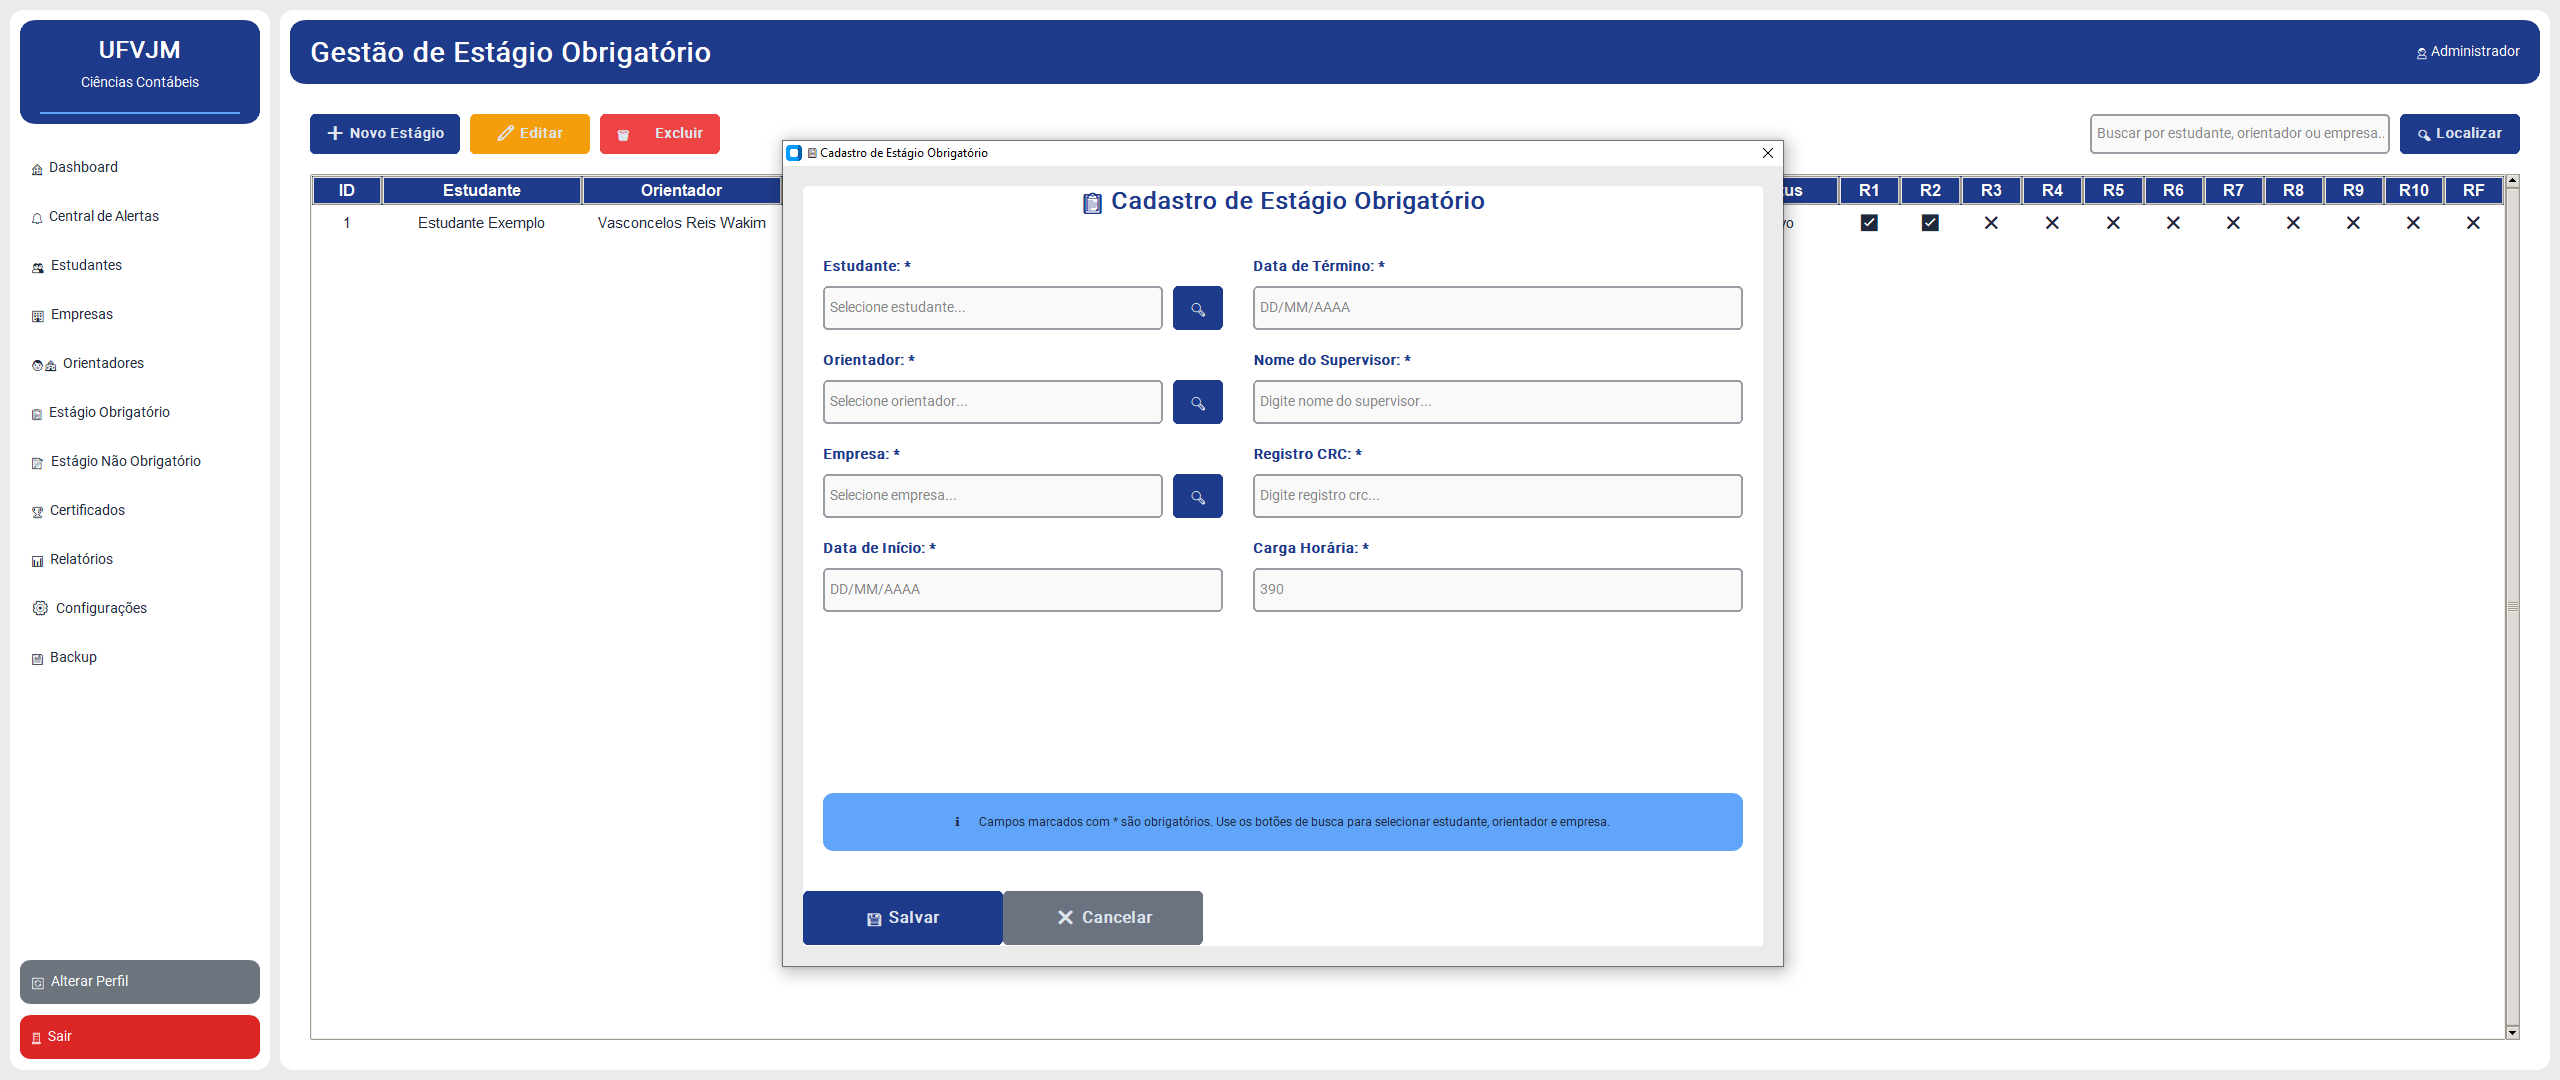 UFVJM
Ciências Contábeis
Dashboard
Central de Alertas
Estudantes
Empresas
Orientadores
Estágio Obrigatório
Estágio Não Obrigatório
Certificados
Relatórios
Configurações
Backup
Alterar Perfil
Sair
Gestão de Estágio Obrigatório
Administrador
Novo Estágio
Editar
Excluir
Buscar por estudante, orientador ou empresa..
Localizar
ID Estudante Orientador R1 R2 R3 R4 R5 R6 R7 R8 R9 R10 RF
1 Estudante Exemplo Vasconcelos Reis Wakim
Cadastro de Estágio Obrigatório
Cadastro de Estágio Obrigatório
Estudante: *
Selecione estudante...
Data de Término: *
DD/MM/AAAA
Orientador: *
Selecione orientador...
Nome do Supervisor: *
Digite nome do supervisor...
Empresa: *
Selecione empresa...
Registro CRC: *
Digite registro crc...
Data de Início: *
DD/MM/AAAA
Carga Horária: *
390
Campos marcados com * são obrigatórios. Use os botões de busca para selecionar estudante, orientador e empresa.
Salvar
Cancelar